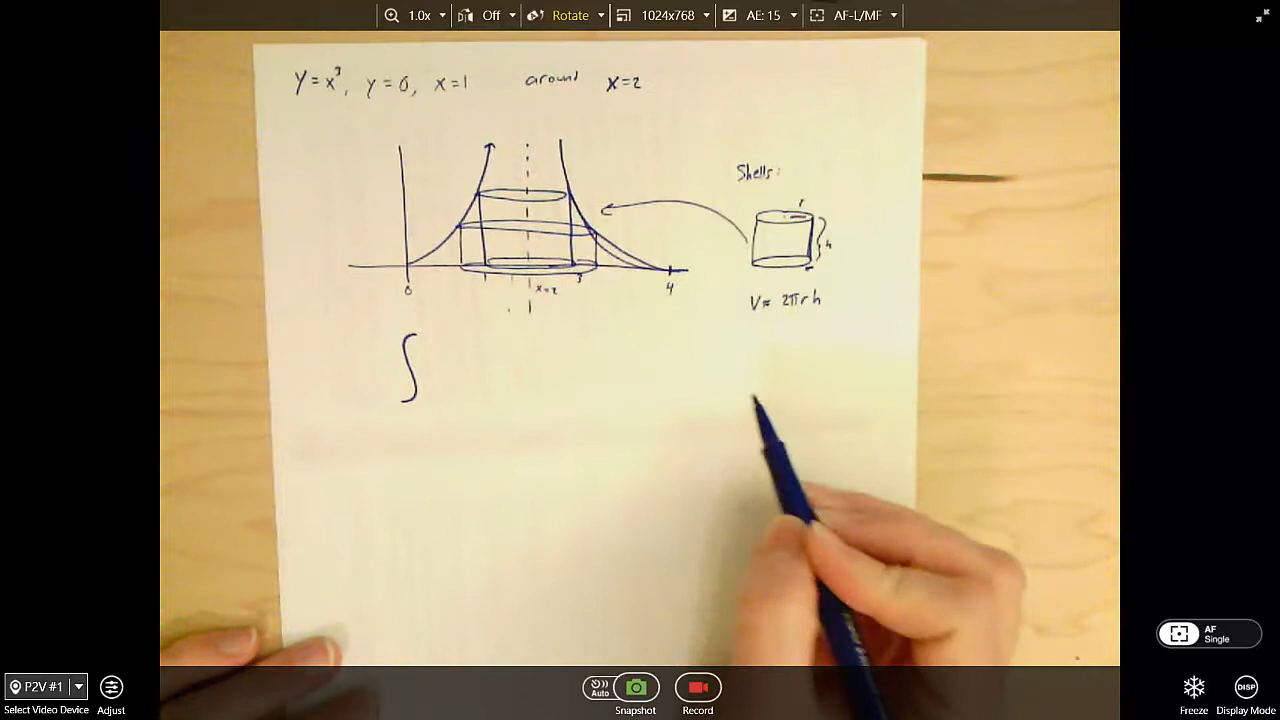 1.0x Off Rotate 1024x768 AE: 15 AF-L/MF
y=x³, y=0, x=1 around x=2
Shells:
r
h
0 x=2 3 4
V≈ 2πrh
∫
AF
Single
P2V #1
Auto
Select Video Device Adjust Snapshot Record Freeze DISP Display Mode